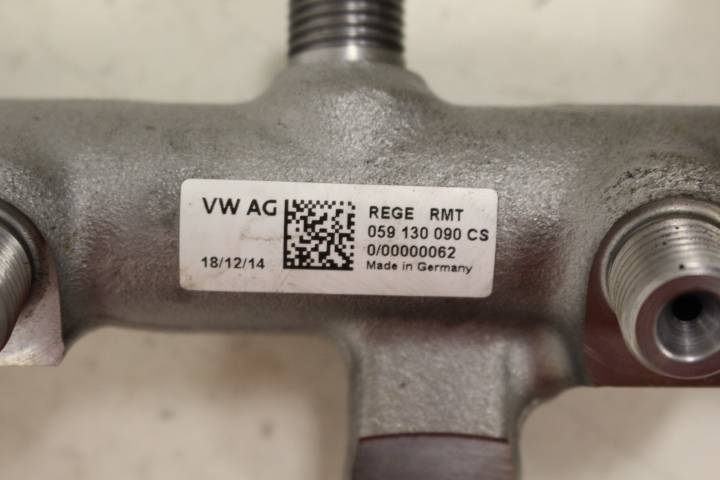 VW AG
18/12/14
REGE RMT
059 130 090 CS
0/00000062
Made in Germany